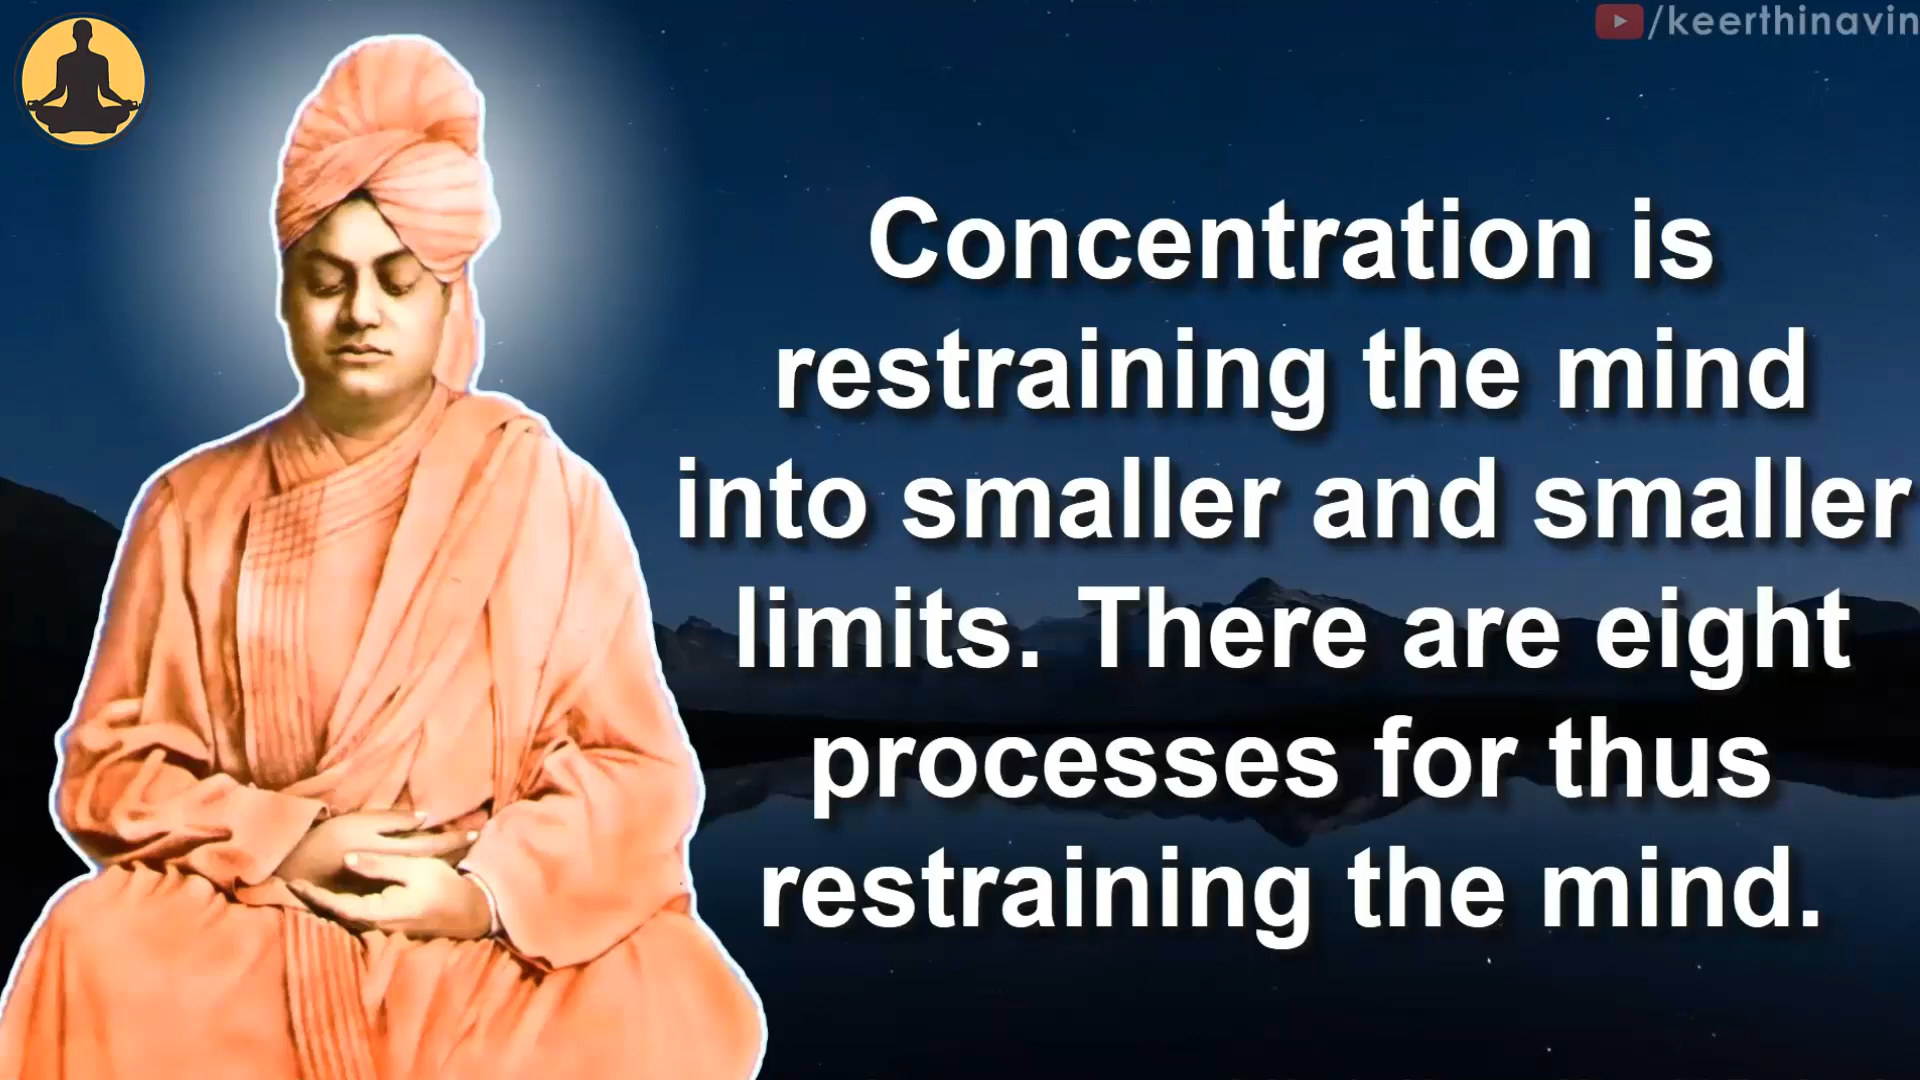 /keerthinavin
Concentration is
restraining the mind
into smaller and smaller
limits. There are eight
processes for thus
restraining the mind.